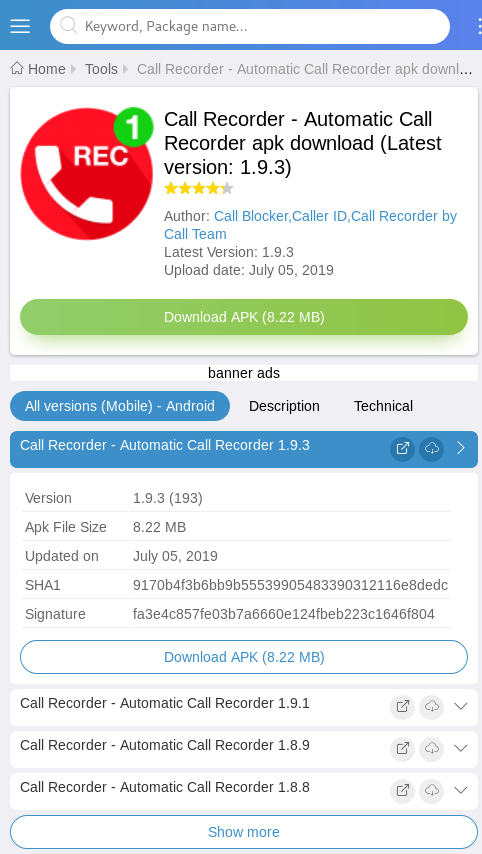 Keyword, Package name...
Home Tools Call Recorder - Automatic Call Recorder apk downl...
1
REC
Call Recorder - Automatic Call
Recorder apk download (Latest
version: 1.9.3)
Author: Call Blocker,Caller ID,Call Recorder by
Call Team
Latest Version: 1.9.3
Upload date: July 05, 2019
Download APK (8.22 MB)
banner ads
All versions (Mobile) - Android Description Technical
Call Recorder - Automatic Call Recorder 1.9.3
Version 1.9.3 (193)
Apk File Size 8.22 MB
Updated on July 05, 2019
SHA1 9170b4f3b6bb9b55539905483390312116e8dedc
Signature fa3e4c857fe03b7a6660e124fbeb223c1646f804
Download APK (8.22 MB)
Call Recorder - Automatic Call Recorder 1.9.1
Call Recorder - Automatic Call Recorder 1.8.9
Call Recorder - Automatic Call Recorder 1.8.8
Show more